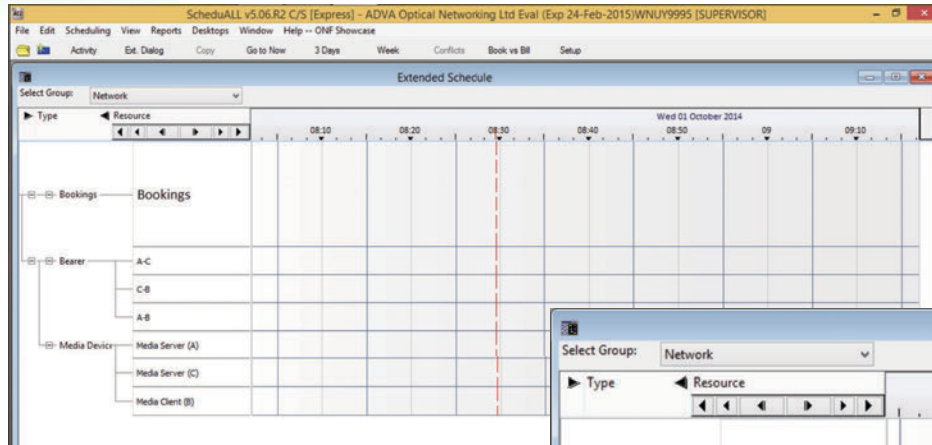 ScheduALL v5.06.R2 C/S [Express] - ADVA Optical Networking Ltd Eval (Exp 24-Feb-2015)WNUY9995 [SUPERVISOR]
File Edit Scheduling View Reports Desktops Window Help -- ONF Showcase
Activity Ext. Dialog Copy Go to Now 3 Days Week Conflicts Book vs Bill Setup
Extended Schedule
Select Group: Network
Type Resource
Wed 01 October 2014
08:10 08:20 08:30 08:40 08:50 09 09:10
Bookings Bookings
Bearer A-C
C-B
A-B
Media Device Media Server (A)
Media Server (C)
Media Client (B)
Select Group: Network
Type Resource